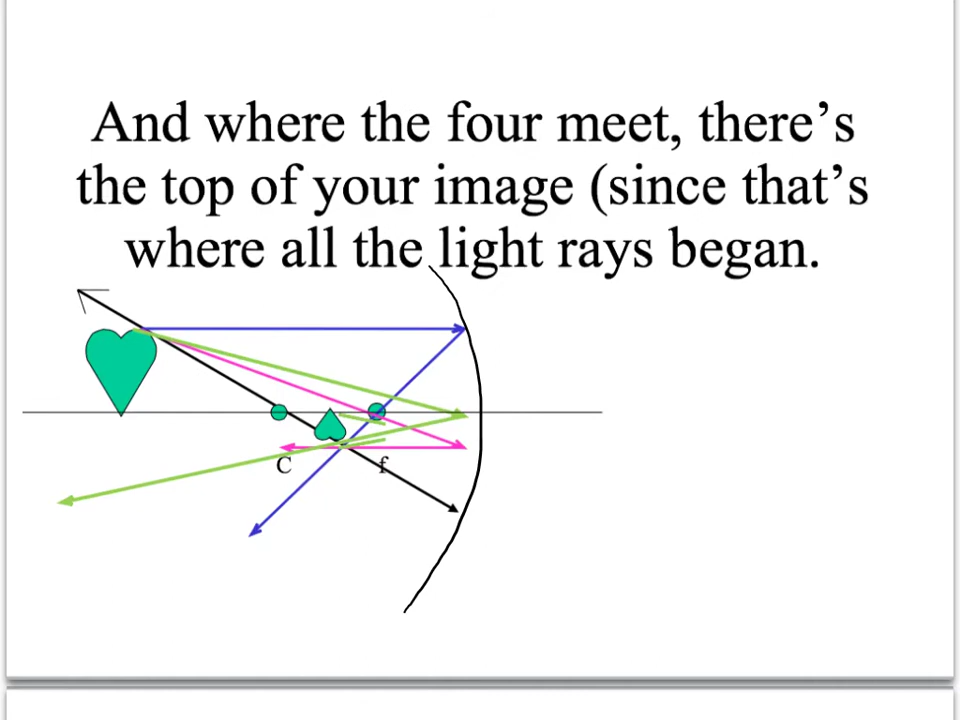 And where the four meet, there’s
the top of your image (since that’s
where all the light rays began.
C
f